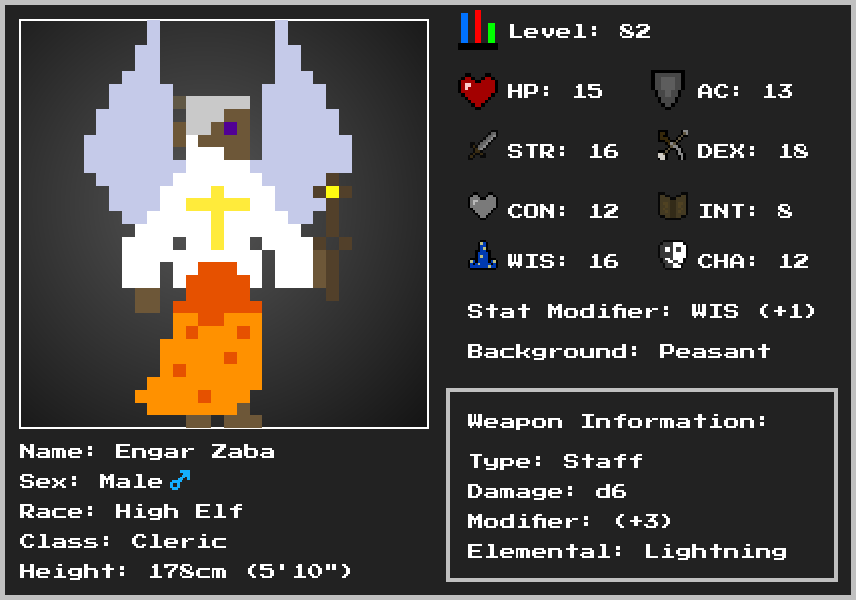 Level: 82
HP: 15
AC: 13
STR: 16
DEX: 18
CON: 12
INT: 8
WIS: 16
CHA: 12
Stat Modifier: WIS (+1)
Background: Peasant
Weapon Information:
Type: Staff
Damage: d6
Modifier: (+3)
Elemental: Lightning
Name: Engar Zaba
Sex: Male♂
Race: High Elf
Class: Cleric
Height: 178cm (5'10")